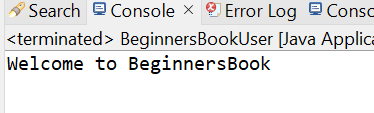 Search Console Error Log Conso
<terminated> BeginnersBookUser [Java Applica
Welcome to BeginnersBook